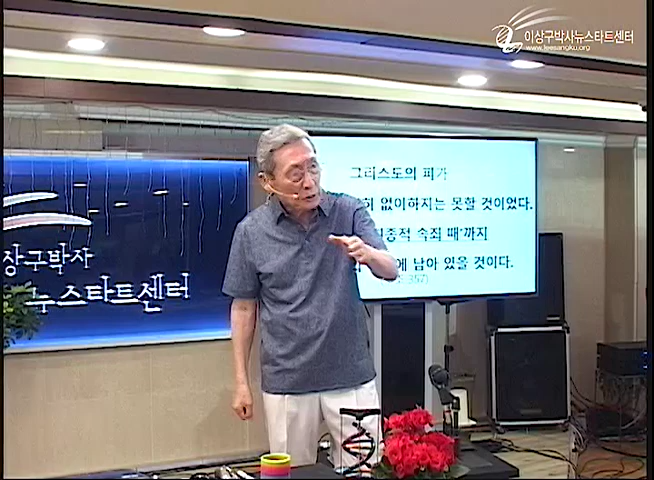 이상구박사뉴스타트센터
www.leesangku.org
그리스도의 피가
히 없이하지는 못할 것이었다.
종적 속죄 때'까지
에 남아 있을 것이다.
357)
상구박사
뉴스타트센터